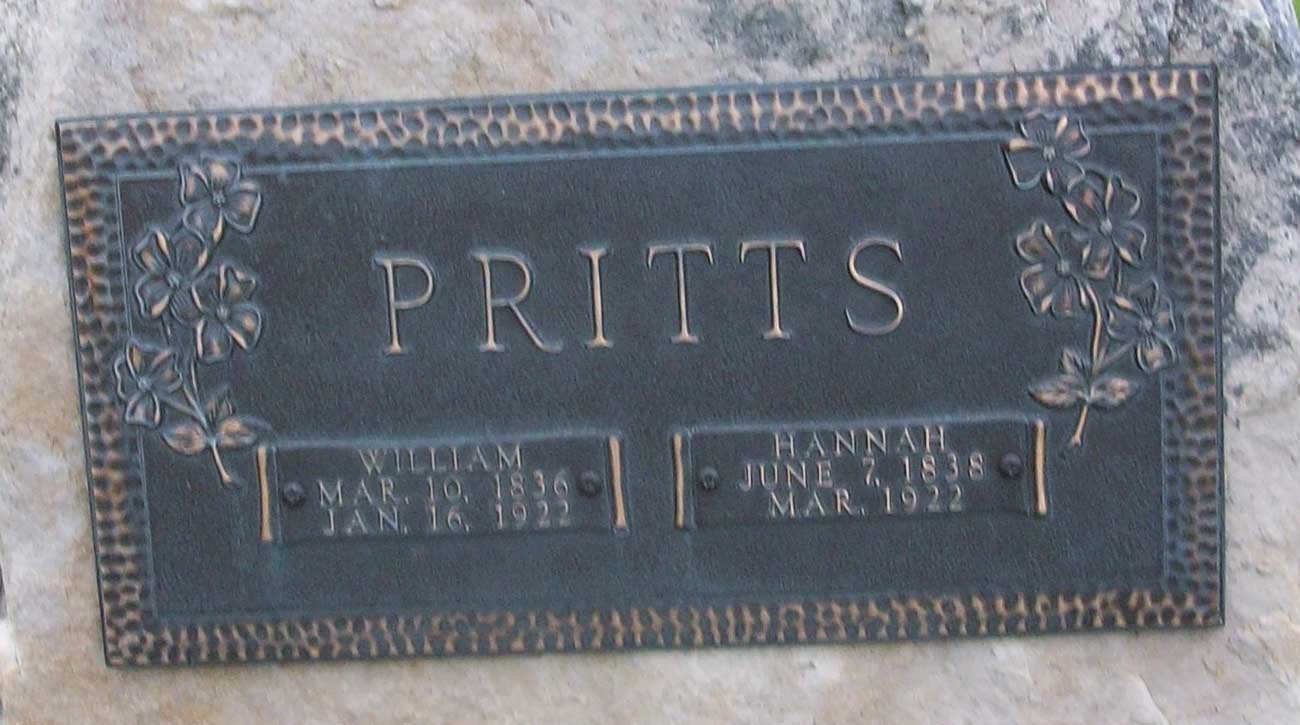 PRITTS
WILLIAM
MAR. 10, 1836
JAN. 16, 1922
HANNAH
JUNE 7, 1838
MAR. 1922